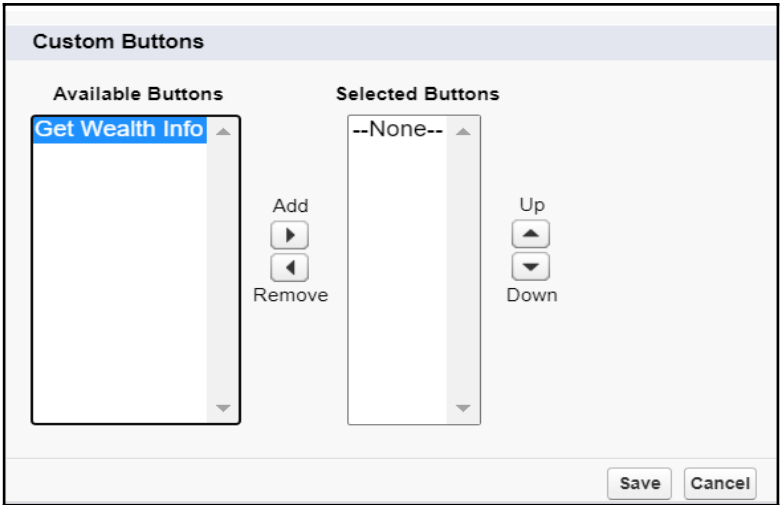 Custom Buttons
Available Buttons
Selected Buttons
Get Wealth Info
--None--
Add
Remove
Up
Down
Save
Cancel